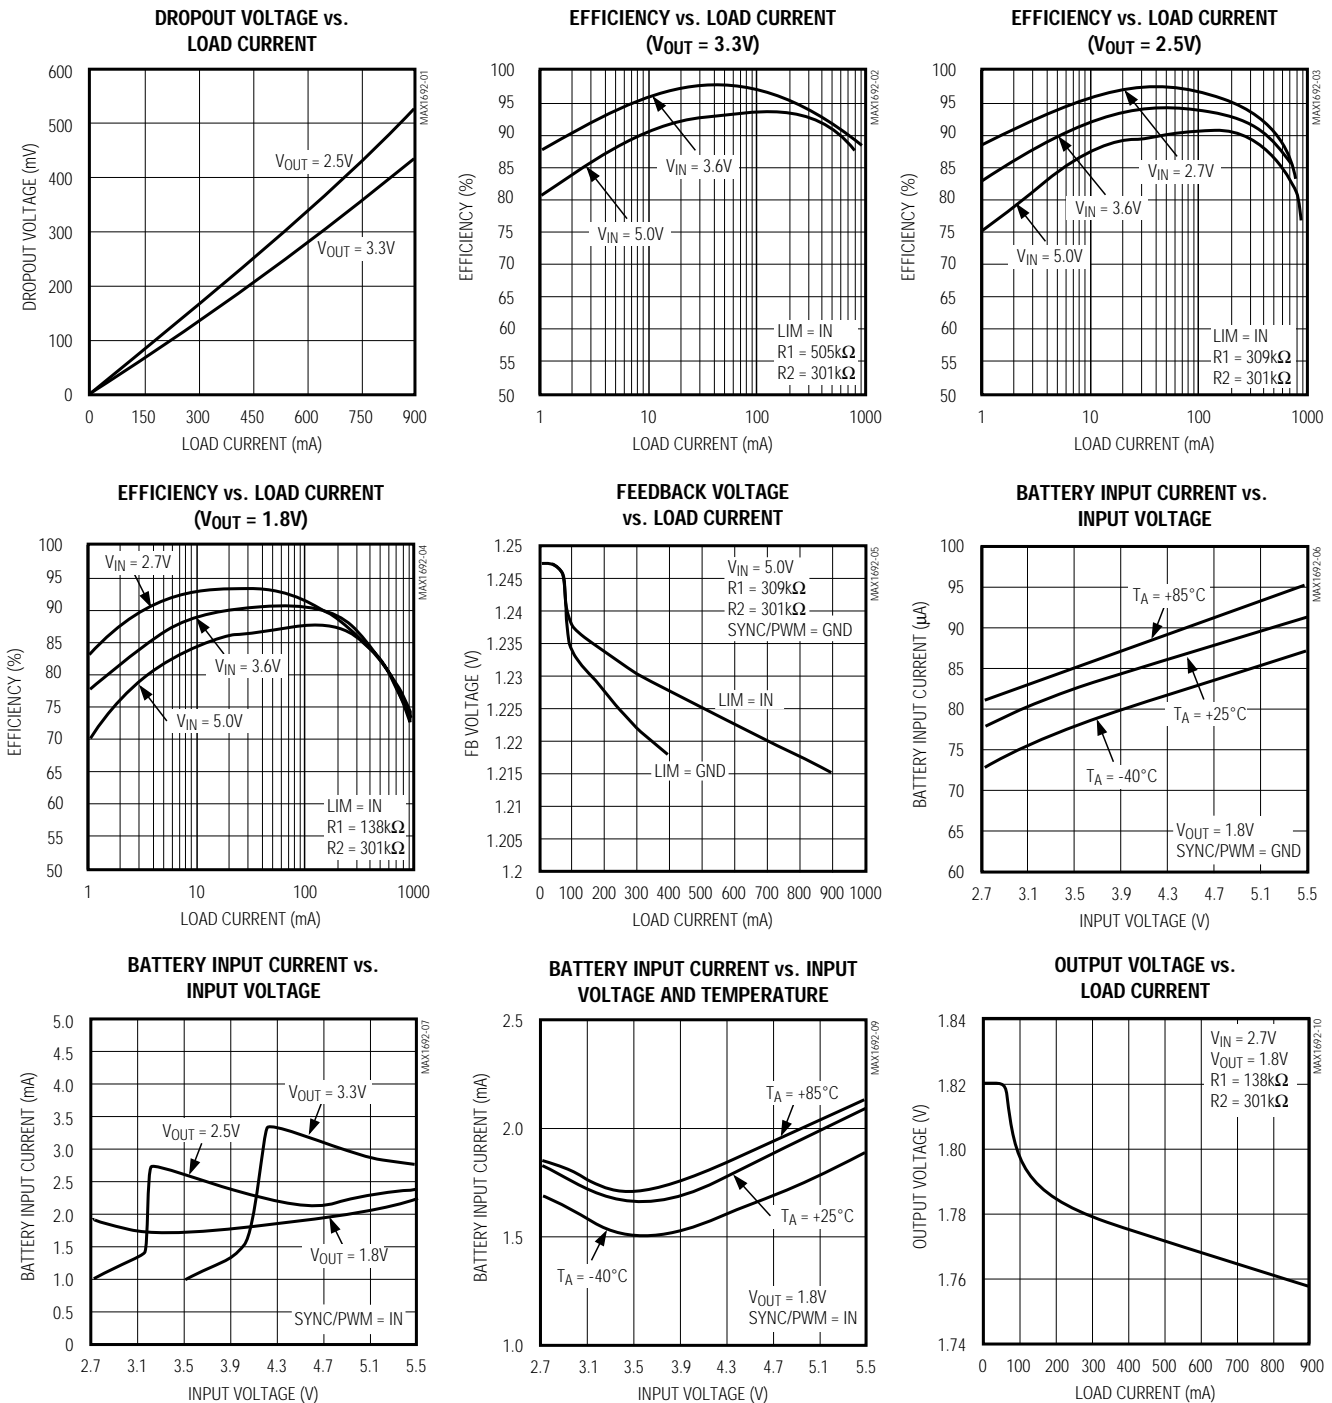 DROPOUT VOLTAGE vs.
LOAD CURRENT
600
500
400
300
200
100
0
0 150 300 450 600 750 900
DROPOUT VOLTAGE (mV)
LOAD CURRENT (mA)
VOUT = 2.5V
VOUT = 3.3V
MAX1692-01
EFFICIENCY vs. LOAD CURRENT
(VOUT = 3.3V)
100
95
90
85
80
75
70
65
60
55
50
1 10 100 1000
EFFICIENCY (%)
LOAD CURRENT (mA)
VIN = 3.6V
VIN = 5.0V
LIM = IN
R1 = 505kΩ
R2 = 301kΩ
MAX1692-02
EFFICIENCY vs. LOAD CURRENT
(VOUT = 2.5V)
100
95
90
85
80
75
70
65
60
55
50
1 10 100 1000
EFFICIENCY (%)
LOAD CURRENT (mA)
VIN = 2.7V
VIN = 3.6V
VIN = 5.0V
LIM = IN
R1 = 309kΩ
R2 = 301kΩ
MAX1692-03
EFFICIENCY vs. LOAD CURRENT
(VOUT = 1.8V)
100
95
90
85
80
75
70
65
60
55
50
1 10 100 1000
EFFICIENCY (%)
LOAD CURRENT (mA)
VIN = 2.7V
VIN = 3.6V
VIN = 5.0V
LIM = IN
R1 = 138kΩ
R2 = 301kΩ
MAX1692-04
FEEDBACK VOLTAGE
vs. LOAD CURRENT
1.25
1.245
1.24
1.235
1.23
1.225
1.22
1.215
1.21
1.205
1.2
0 100 200 300 400 500 600 700 800 900 1000
FB VOLTAGE (V)
LOAD CURRENT (mA)
VIN = 5.0V
R1 = 309kΩ
R2 = 301kΩ
SYNC/PWM = GND
LIM = IN
LIM = GND
MAX1692-05
BATTERY INPUT CURRENT vs.
INPUT VOLTAGE
100
95
90
85
80
75
70
65
60
2.7 3.1 3.5 3.9 4.3 4.7 5.1 5.5
BATTERY INPUT CURRENT (µA)
INPUT VOLTAGE (V)
TA = +85°C
TA = +25°C
TA = -40°C
VOUT = 1.8V
SYNC/PWM = GND
MAX1692-06
BATTERY INPUT CURRENT vs.
INPUT VOLTAGE
5.0
4.5
4.0
3.5
3.0
2.5
2.0
1.5
1.0
0.5
0
2.7 3.1 3.5 3.9 4.3 4.7 5.1 5.5
BATTERY INPUT CURRENT (mA)
INPUT VOLTAGE (V)
VOUT = 3.3V
VOUT = 2.5V
VOUT = 1.8V
SYNC/PWM = IN
MAX1692-07
BATTERY INPUT CURRENT vs. INPUT
VOLTAGE AND TEMPERATURE
2.5
2.0
1.5
1.0
2.7 3.1 3.5 3.9 4.3 4.7 5.1 5.5
BATTERY INPUT CURRENT (mA)
INPUT VOLTAGE (V)
TA = +85°C
TA = +25°C
TA = -40°C
VOUT = 1.8V
SYNC/PWM = IN
MAX1692-09
OUTPUT VOLTAGE vs.
LOAD CURRENT
1.84
1.82
1.80
1.78
1.76
1.74
0 100 200 300 400 500 600 700 800 900
OUTPUT VOLTAGE (V)
LOAD CURRENT (mA)
VIN = 2.7V
VOUT = 1.8V
R1 = 138kΩ
R2 = 301kΩ
MAX1692-10